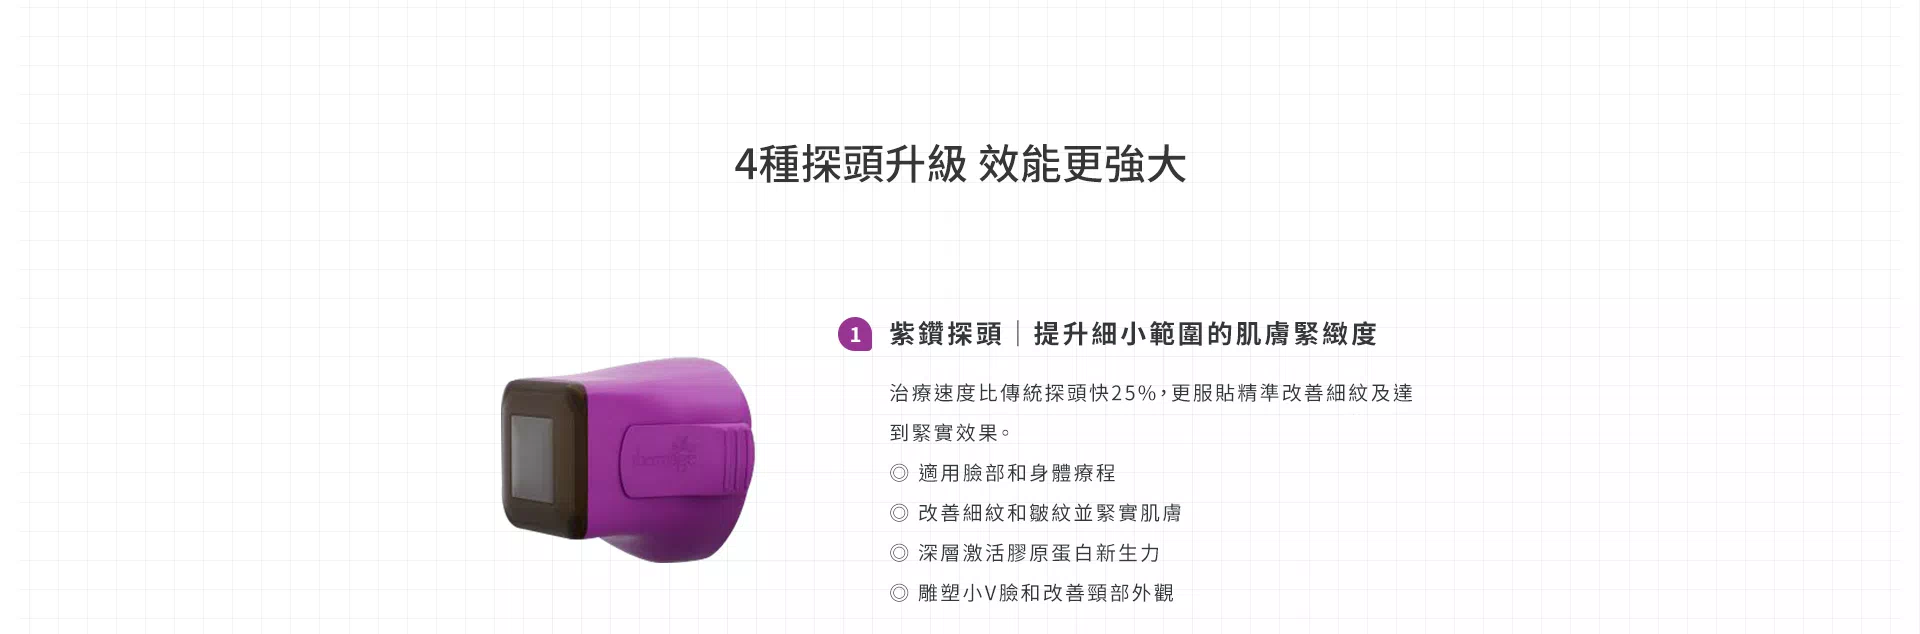 4種探頭升級 效能更強大
1 紫鑽探頭｜提升細小範圍的肌膚緊緻度
治療速度比傳統探頭快25%，更服貼精準改善細紋及達
到緊實效果。
◎ 適用臉部和身體療程
◎ 改善細紋和皺紋並緊實肌膚
◎ 深層激活膠原蛋白新生力
◎ 雕塑小V臉和改善頸部外觀
thermage